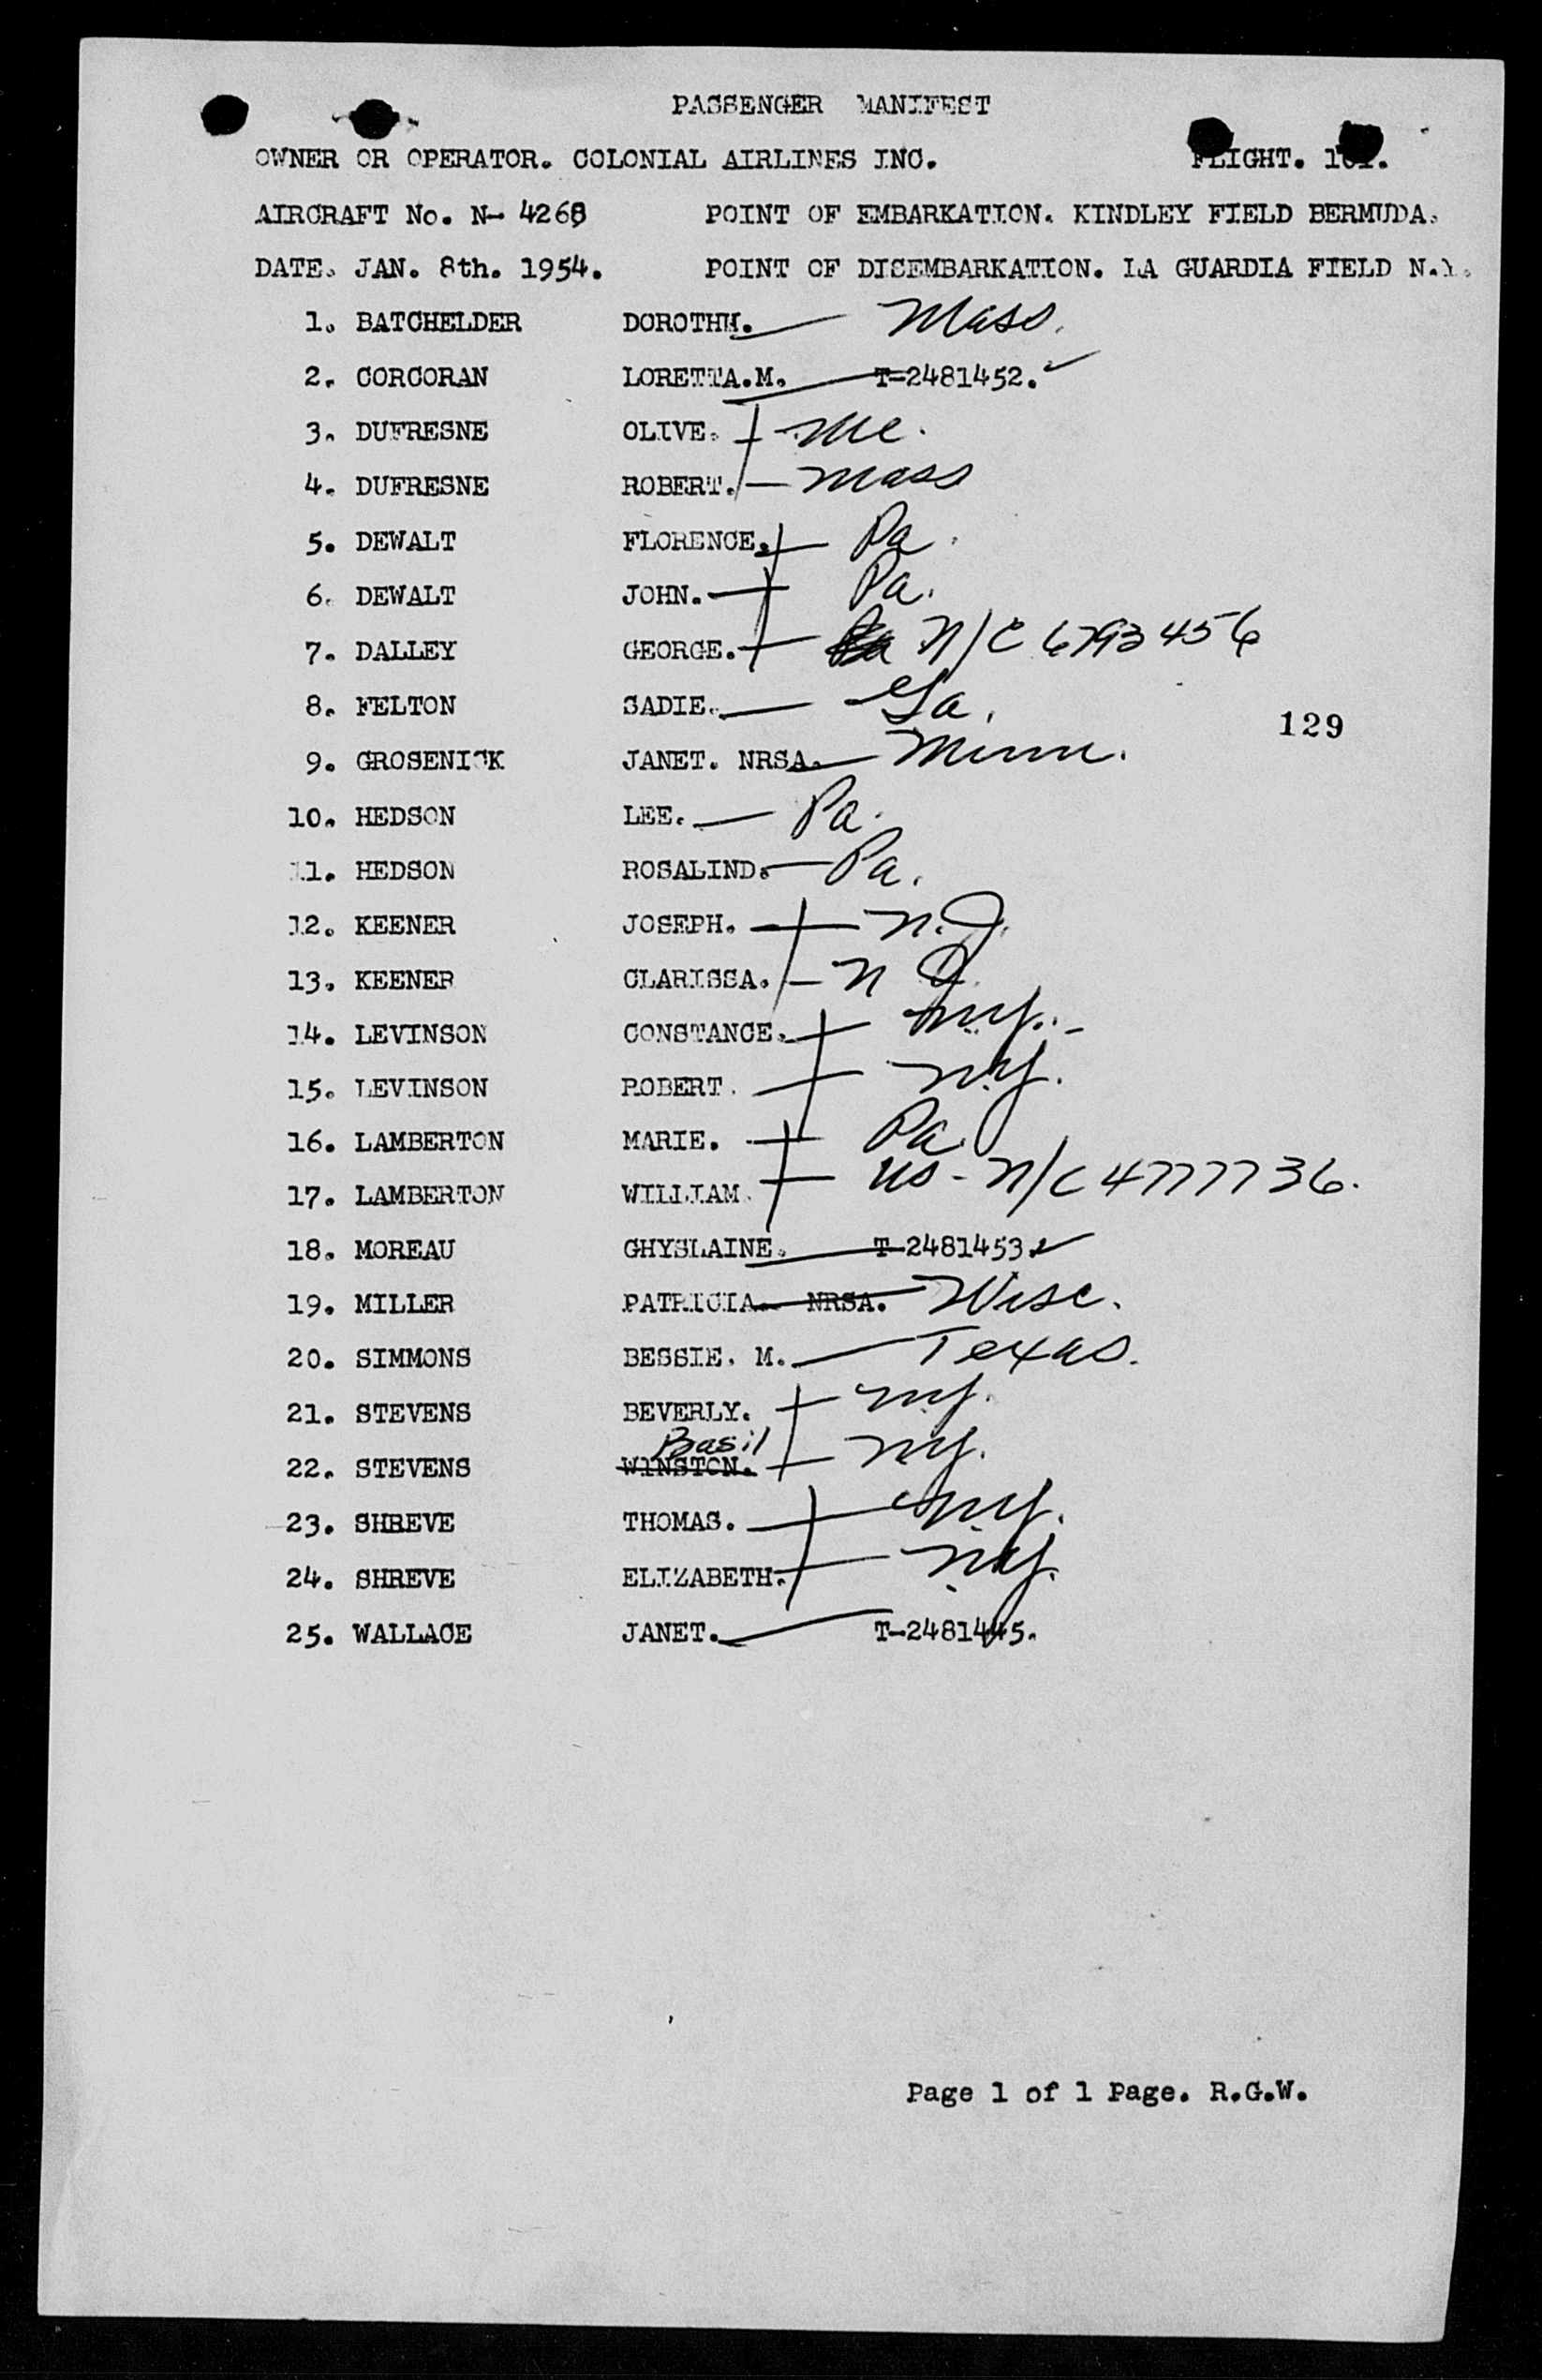 PASSENGER MANIFEST
OWNER OR OPERATOR. COLONIAL AIRLINES INC. FLIGHT.
AIRCRAFT No. N- 4268 POINT OF EMBARKATION. KINDLEY FIELD BERMUDA.
DATE. JAN. 8th. 1954. POINT OF DISEMBARKATION. LA GUARDIA FIELD N.Y.
1. BATCHELDER DOROTHH. Mass.
2. CORCORAN LORETTA.M. T-2481452.
3. DUFRESNE OLIVE. Me.
4. DUFRESNE ROBERT. Mass
5. DEWALT FLORENCE. Pa.
6. DEWALT JOHN. Pa.
7. DALLEY GEORGE. N/C 6793456
8. FELTON SADIE. Ga.
129
9. GROSENICK JANET. NRSA. Minn.
10. HEDSON LEE. Pa.
11. HEDSON ROSALIND. Pa.
12. KEENER JOSEPH. N.J.
13. KEENER CLARISSA. N J.
14. LEVINSON CONSTANCE. N.Y.
15. LEVINSON ROBERT. N.Y.
16. LAMBERTON MARIE. Pa.
17. LAMBERTON WILLIAM. US - N/C 4777736.
18. MOREAU GHYSLAINE. T-2481453.
19. MILLER PATRICIA. NRSA. Wisc.
20. SIMMONS BESSIE. M. Texas.
21. STEVENS BEVERLY. N.Y.
Basil
22. STEVENS WINSTON. N.Y.
23. SHREVE THOMAS. N.Y.
24. SHREVE ELIZABETH. N.Y.
25. WALLACE JANET. T-2481445.
Page 1 of 1 Page. R.G.W.